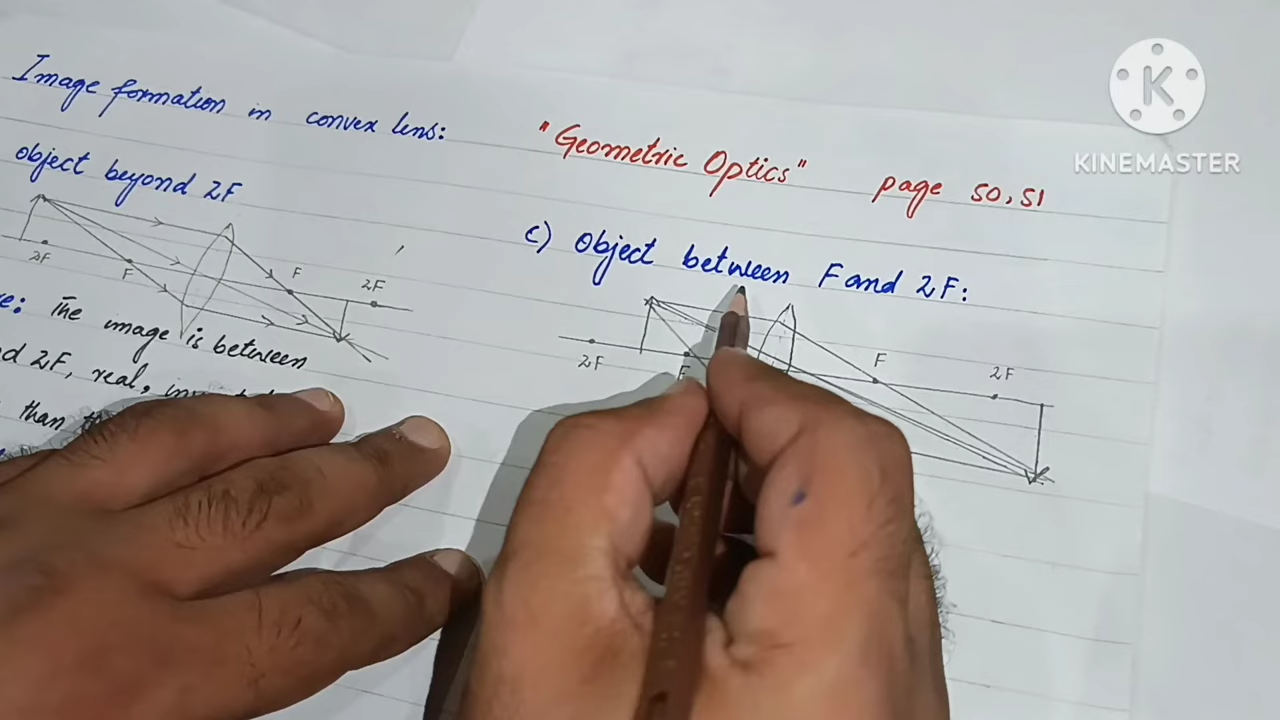 Image formation in convex lens:
object beyond 2F
2F
F
F
2F
The image is between
2F, real,
than
"Geometric Optics" page 50,51
c) Object between F and 2F:
2F
F
F
2F
KINEMASTER